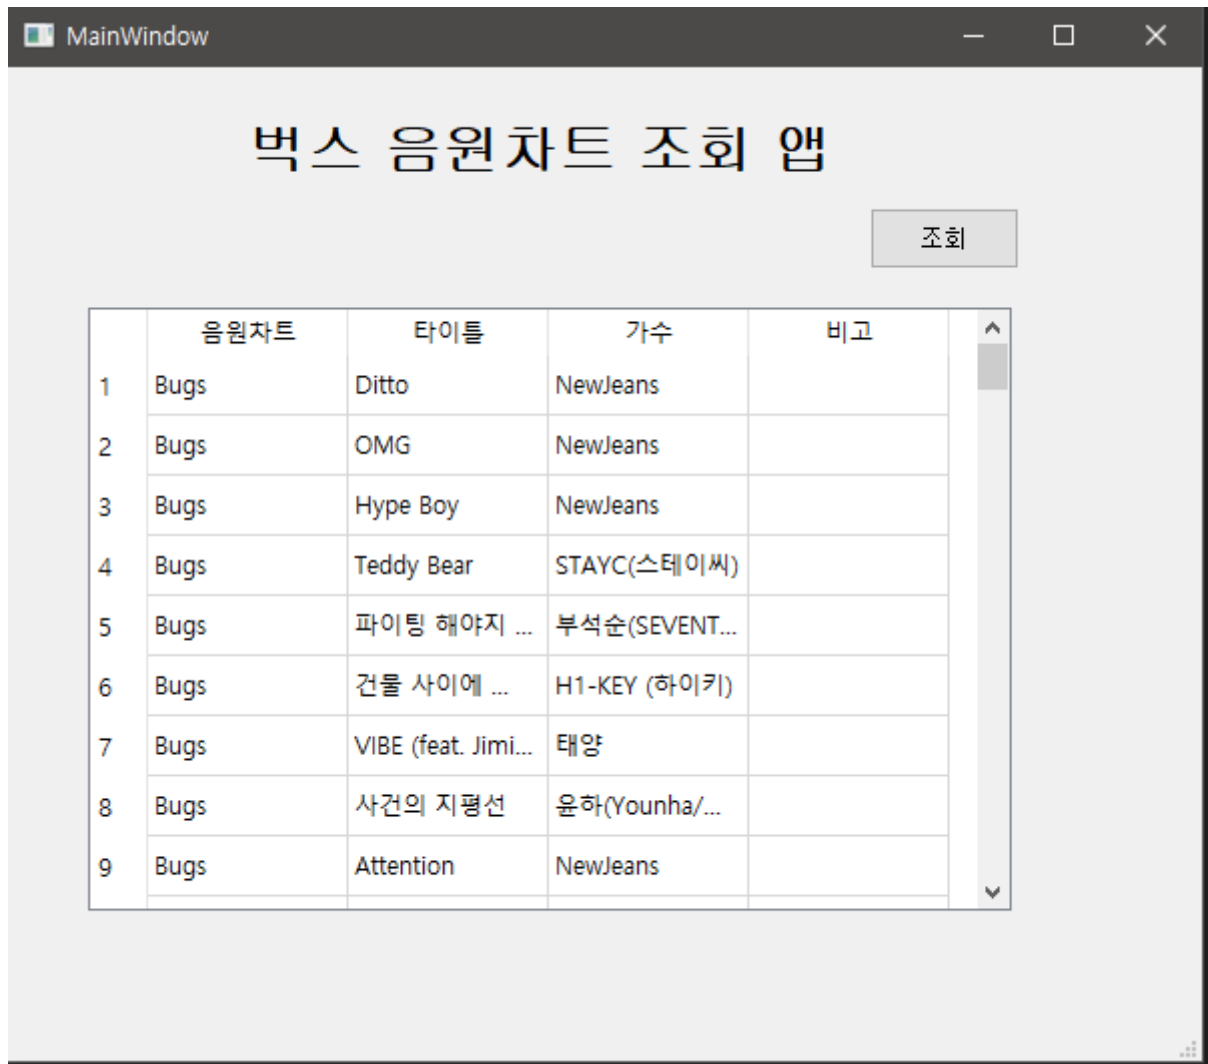 MainWindow
벅스 음원차트 조회 앱
조회
음원차트 타이틀 가수 비고
1 Bugs Ditto NewJeans
2 Bugs OMG NewJeans
3 Bugs Hype Boy NewJeans
4 Bugs Teddy Bear STAYC(스테이씨)
5 Bugs 파이팅 해야지 ... 부석순(SEVENT...
6 Bugs 건물 사이에 ... H1-KEY (하이키)
7 Bugs VIBE (feat. Jimi... 태양
8 Bugs 사건의 지평선 윤하(Younha/...
9 Bugs Attention NewJeans